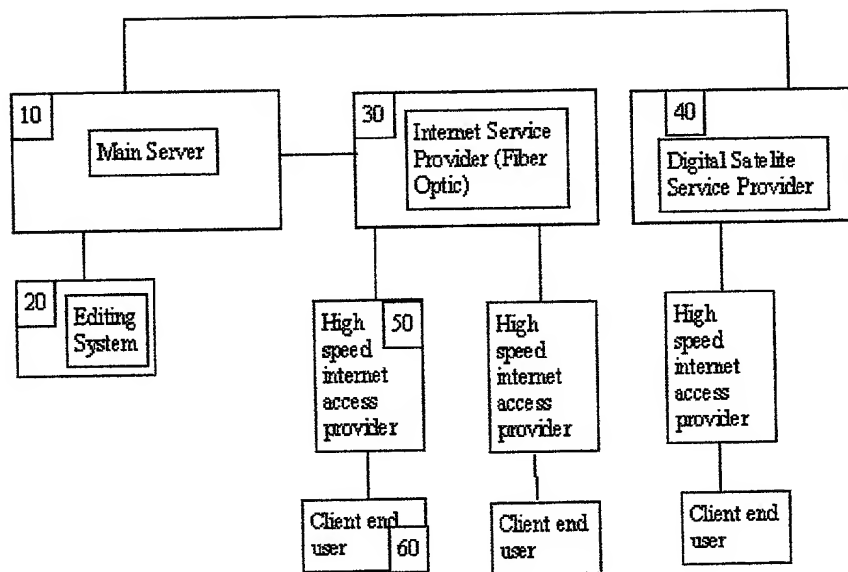 10
Main Server
30
Internet Service
Provider (Fiber
Optic)
40
Digital Satelite
Service Provider
20
Editing
System
High
speed
internet
access
provider
50
High
speed
internet
access
provider
High
speed
internet
access
provider
Client end
user
60
Client end
user
Client end
user